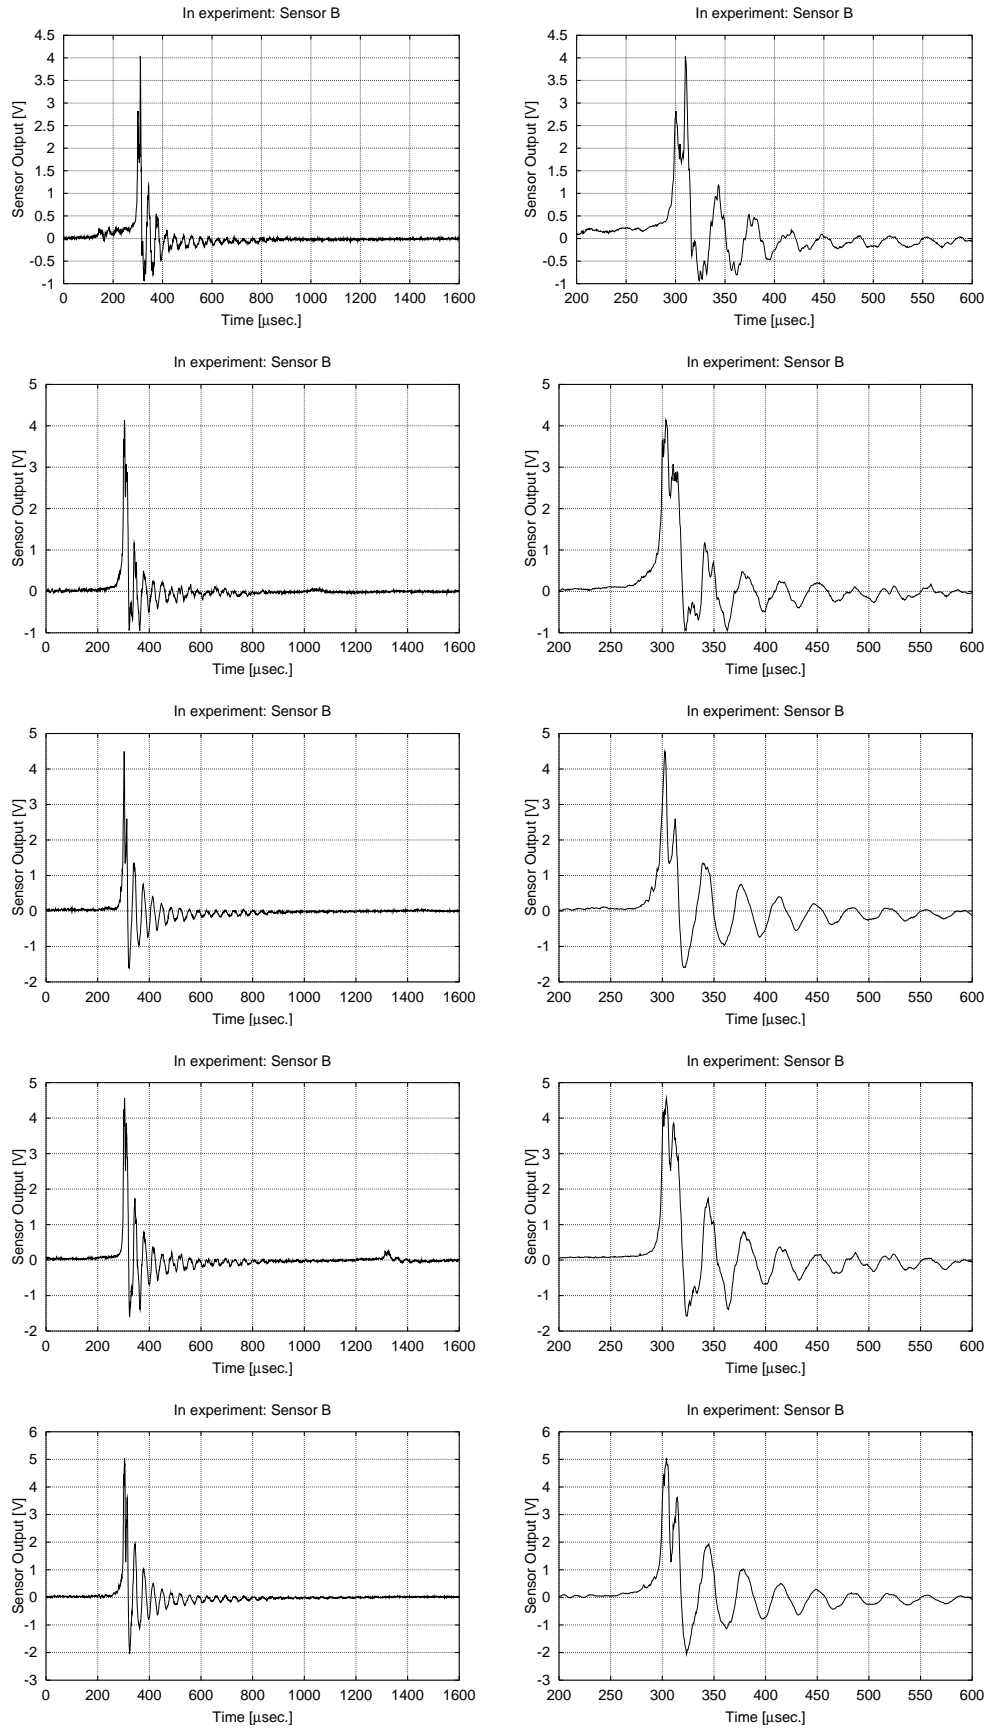 In experiment: Sensor B
In experiment: Sensor B
Sensor Output [V]
4.5
4
3.5
3
2.5
2
1.5
1
0.5
0
-0.5
-1
0 200 400 600 800 1000 1200 1400 1600
Time [μsec.]
Sensor Output [V]
4.5
4
3.5
3
2.5
2
1.5
1
0.5
0
-0.5
-1
200 250 300 350 400 450 500 550 600
Time [μsec.]
In experiment: Sensor B
In experiment: Sensor B
Sensor Output [V]
5
4
3
2
1
0
-1
0 200 400 600 800 1000 1200 1400 1600
Time [μsec.]
Sensor Output [V]
5
4
3
2
1
0
-1
200 250 300 350 400 450 500 550 600
Time [μsec.]
In experiment: Sensor B
In experiment: Sensor B
Sensor Output [V]
5
4
3
2
1
0
-1
-2
0 200 400 600 800 1000 1200 1400 1600
Time [μsec.]
Sensor Output [V]
5
4
3
2
1
0
-1
-2
200 250 300 350 400 450 500 550 600
Time [μsec.]
In experiment: Sensor B
In experiment: Sensor B
Sensor Output [V]
5
4
3
2
1
0
-1
-2
0 200 400 600 800 1000 1200 1400 1600
Time [μsec.]
Sensor Output [V]
5
4
3
2
1
0
-1
-2
200 250 300 350 400 450 500 550 600
Time [μsec.]
In experiment: Sensor B
In experiment: Sensor B
Sensor Output [V]
6
5
4
3
2
1
0
-1
-2
-3
0 200 400 600 800 1000 1200 1400 1600
Time [μsec.]
Sensor Output [V]
6
5
4
3
2
1
0
-1
-2
-3
200 250 300 350 400 450 500 550 600
Time [μsec.]